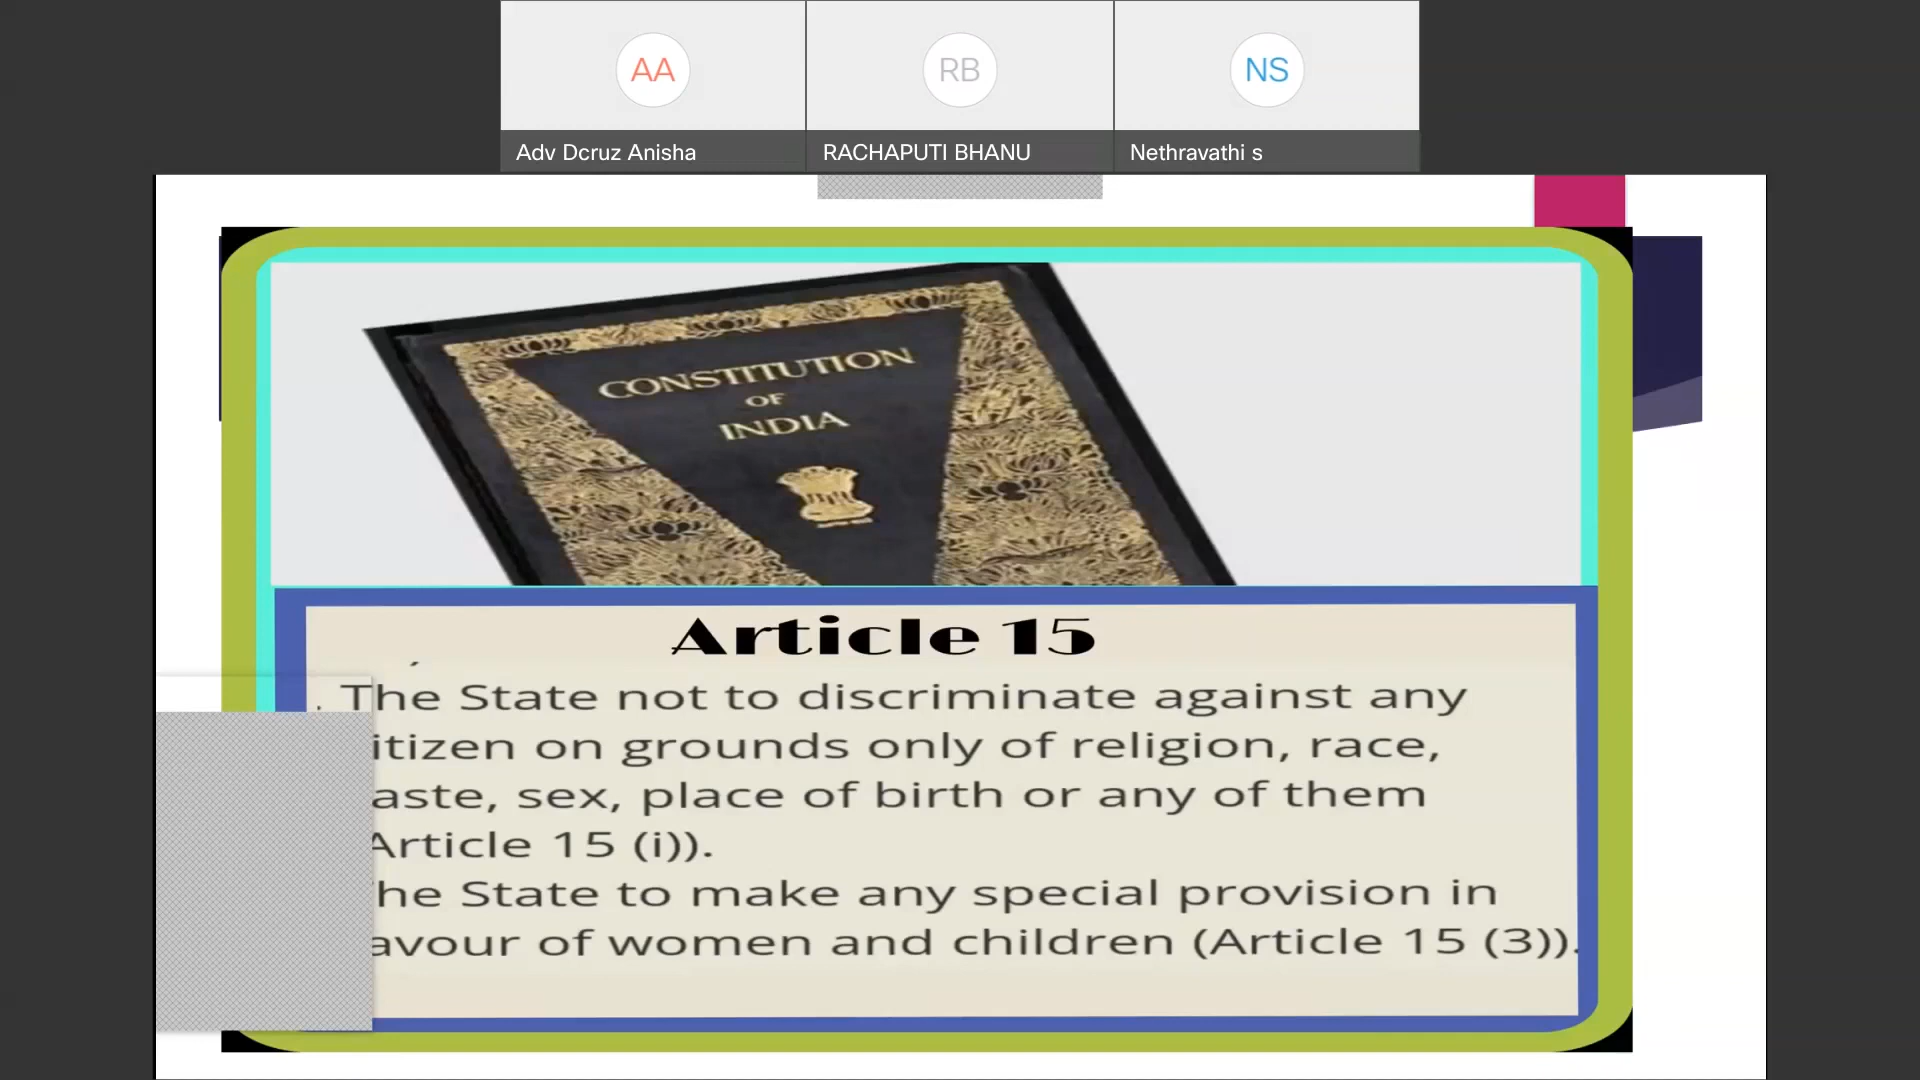 AA
RB
NS
Adv Dcruz Anisha
RACHAPUTI BHANU
Nethravathi s
CONSTITUTION
OF
INDIA
Article 15
. The State not to discriminate against any
itizen on grounds only of religion, race,
aste, sex, place of birth or any of them
Article 15 (i)).
he State to make any special provision in
avour of women and children (Article 15 (3)).